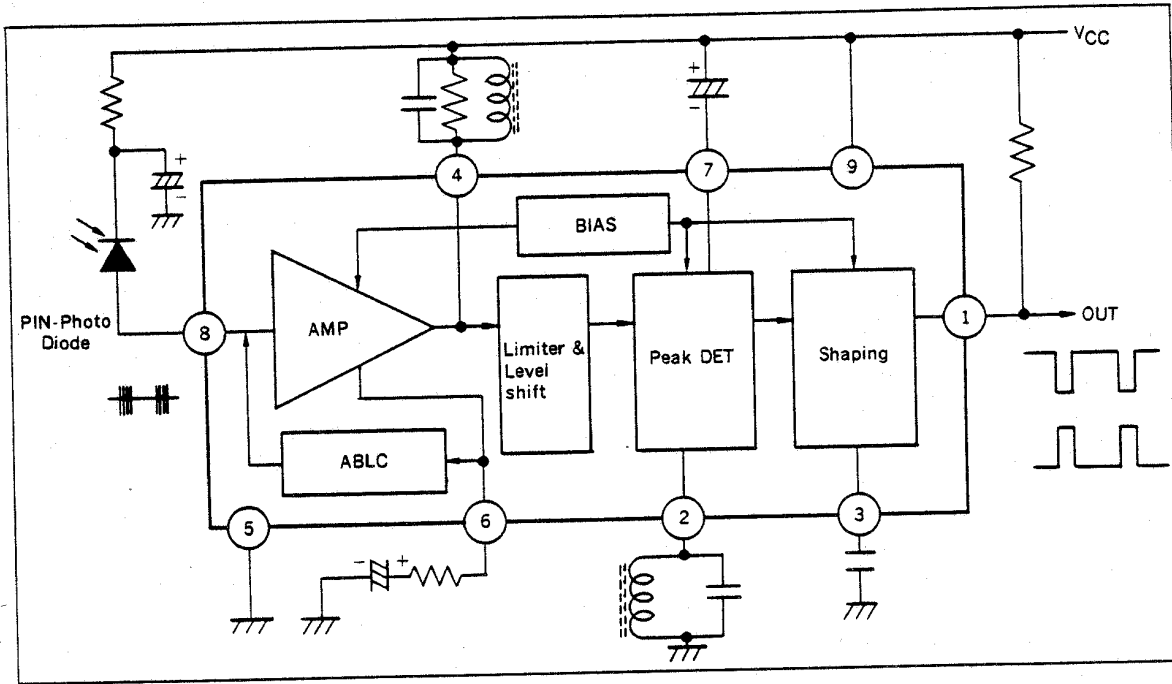 VCC
+
-
+
-
4
7
9
BIAS
PIN-Photo
Diode
8
AMP
Limiter &
Level
shift
Peak DET
Shaping
1
OUT
ABLC
5
6
2
3
- +